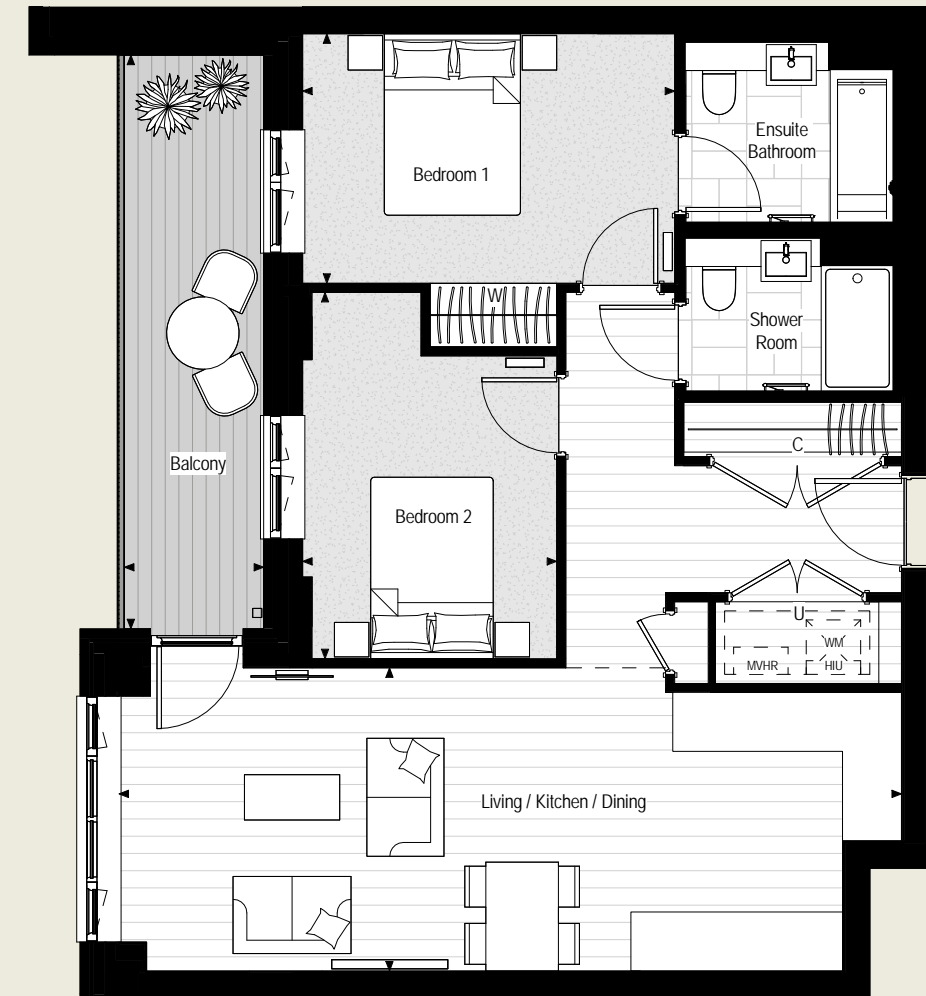 Ensuite
Bathroom
Bedroom 1
W
Shower
Room
C
Balcony
Bedroom 2
U
WM
MVHR
HIU
Living / Kitchen / Dining